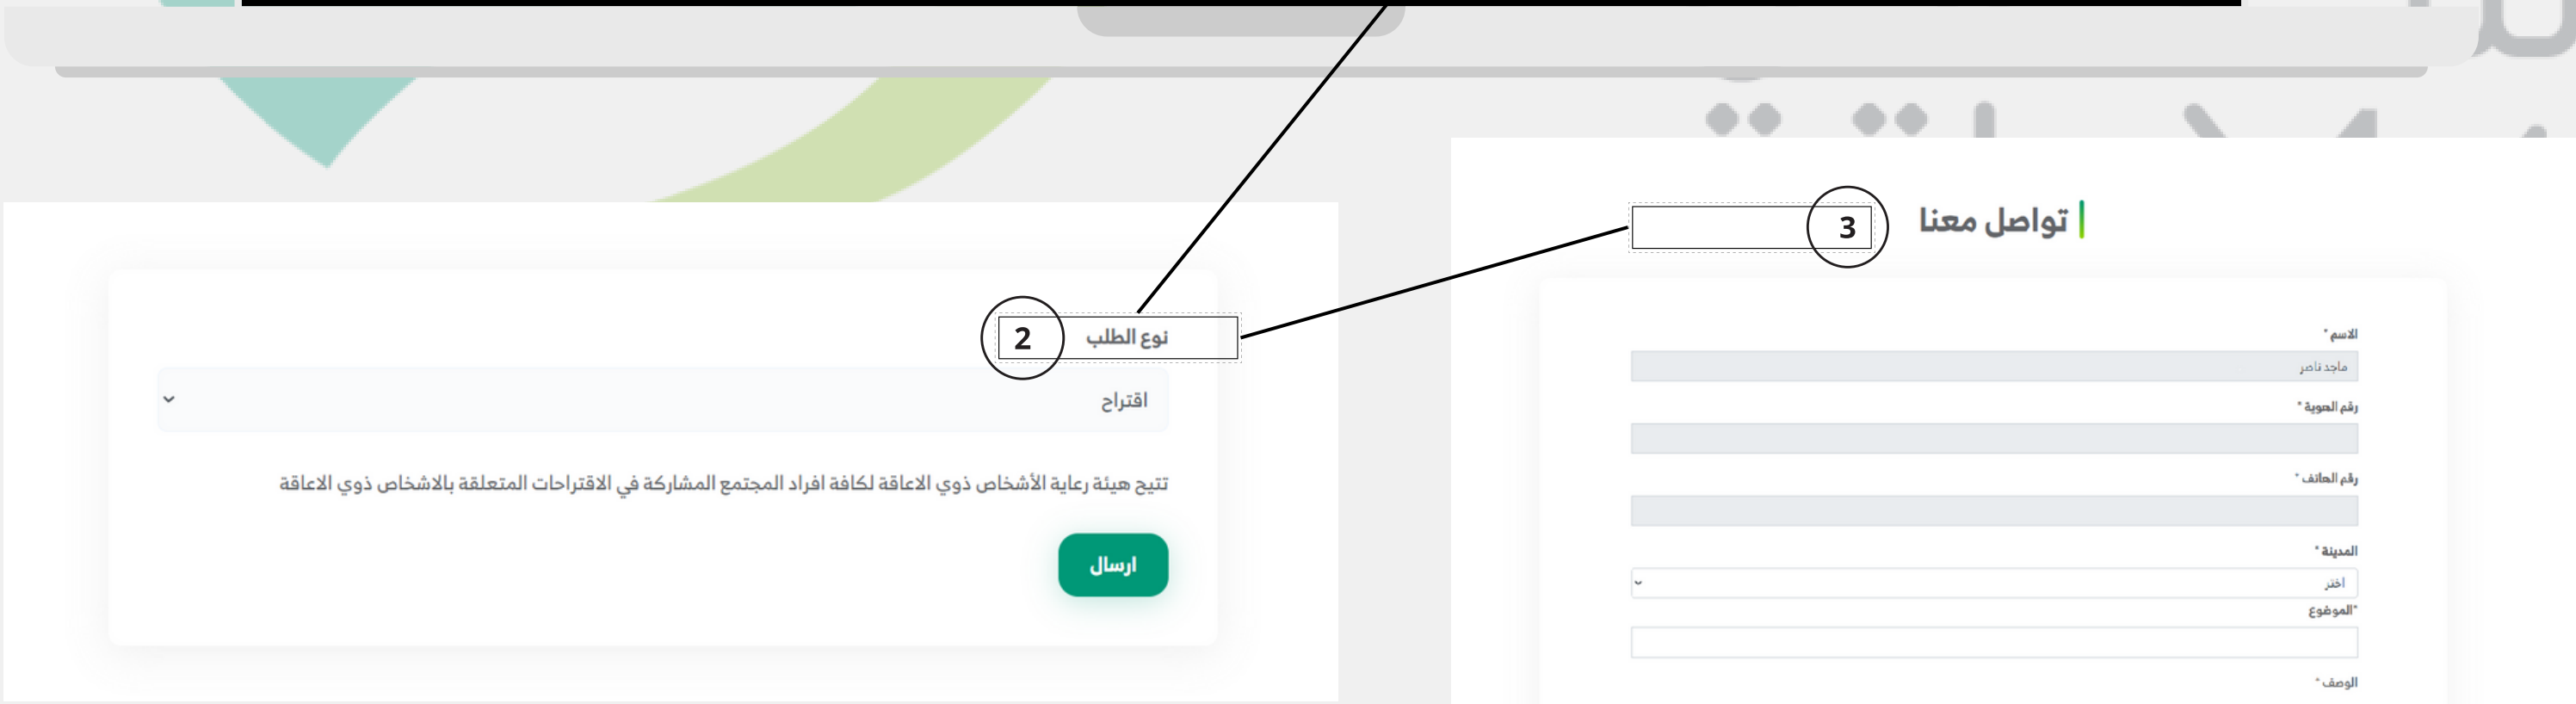 تواصل معنا
3
الاسم *
ماجد ناصر
رقم الهوية *
رقم الهاتف *
المدينة *
اختر
*الموضوع
الوصف *
نوع الطلب
2
اقتراح
تتيح هيئة رعاية الأشخاص ذوي الاعاقة لكافة افراد المجتمع المشاركة في الاقتراحات المتعلقة بالاشخاص ذوي الاعاقة
ارسال